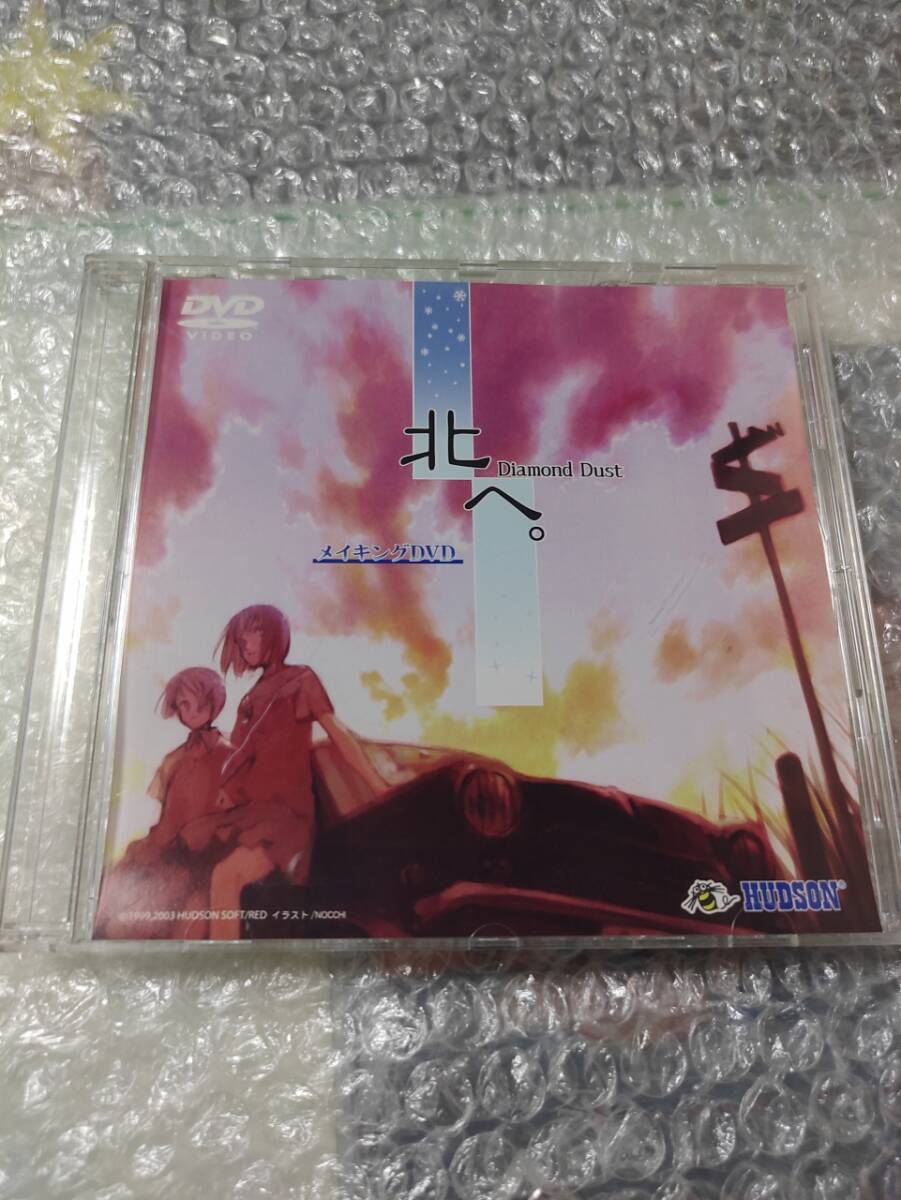 DVD
VIDEO
北へ。
Diamond Dust
メイキングDVD
HUDSON®
©1999,2003 HUDSON SOFT/RED イラスト/NOCCHI